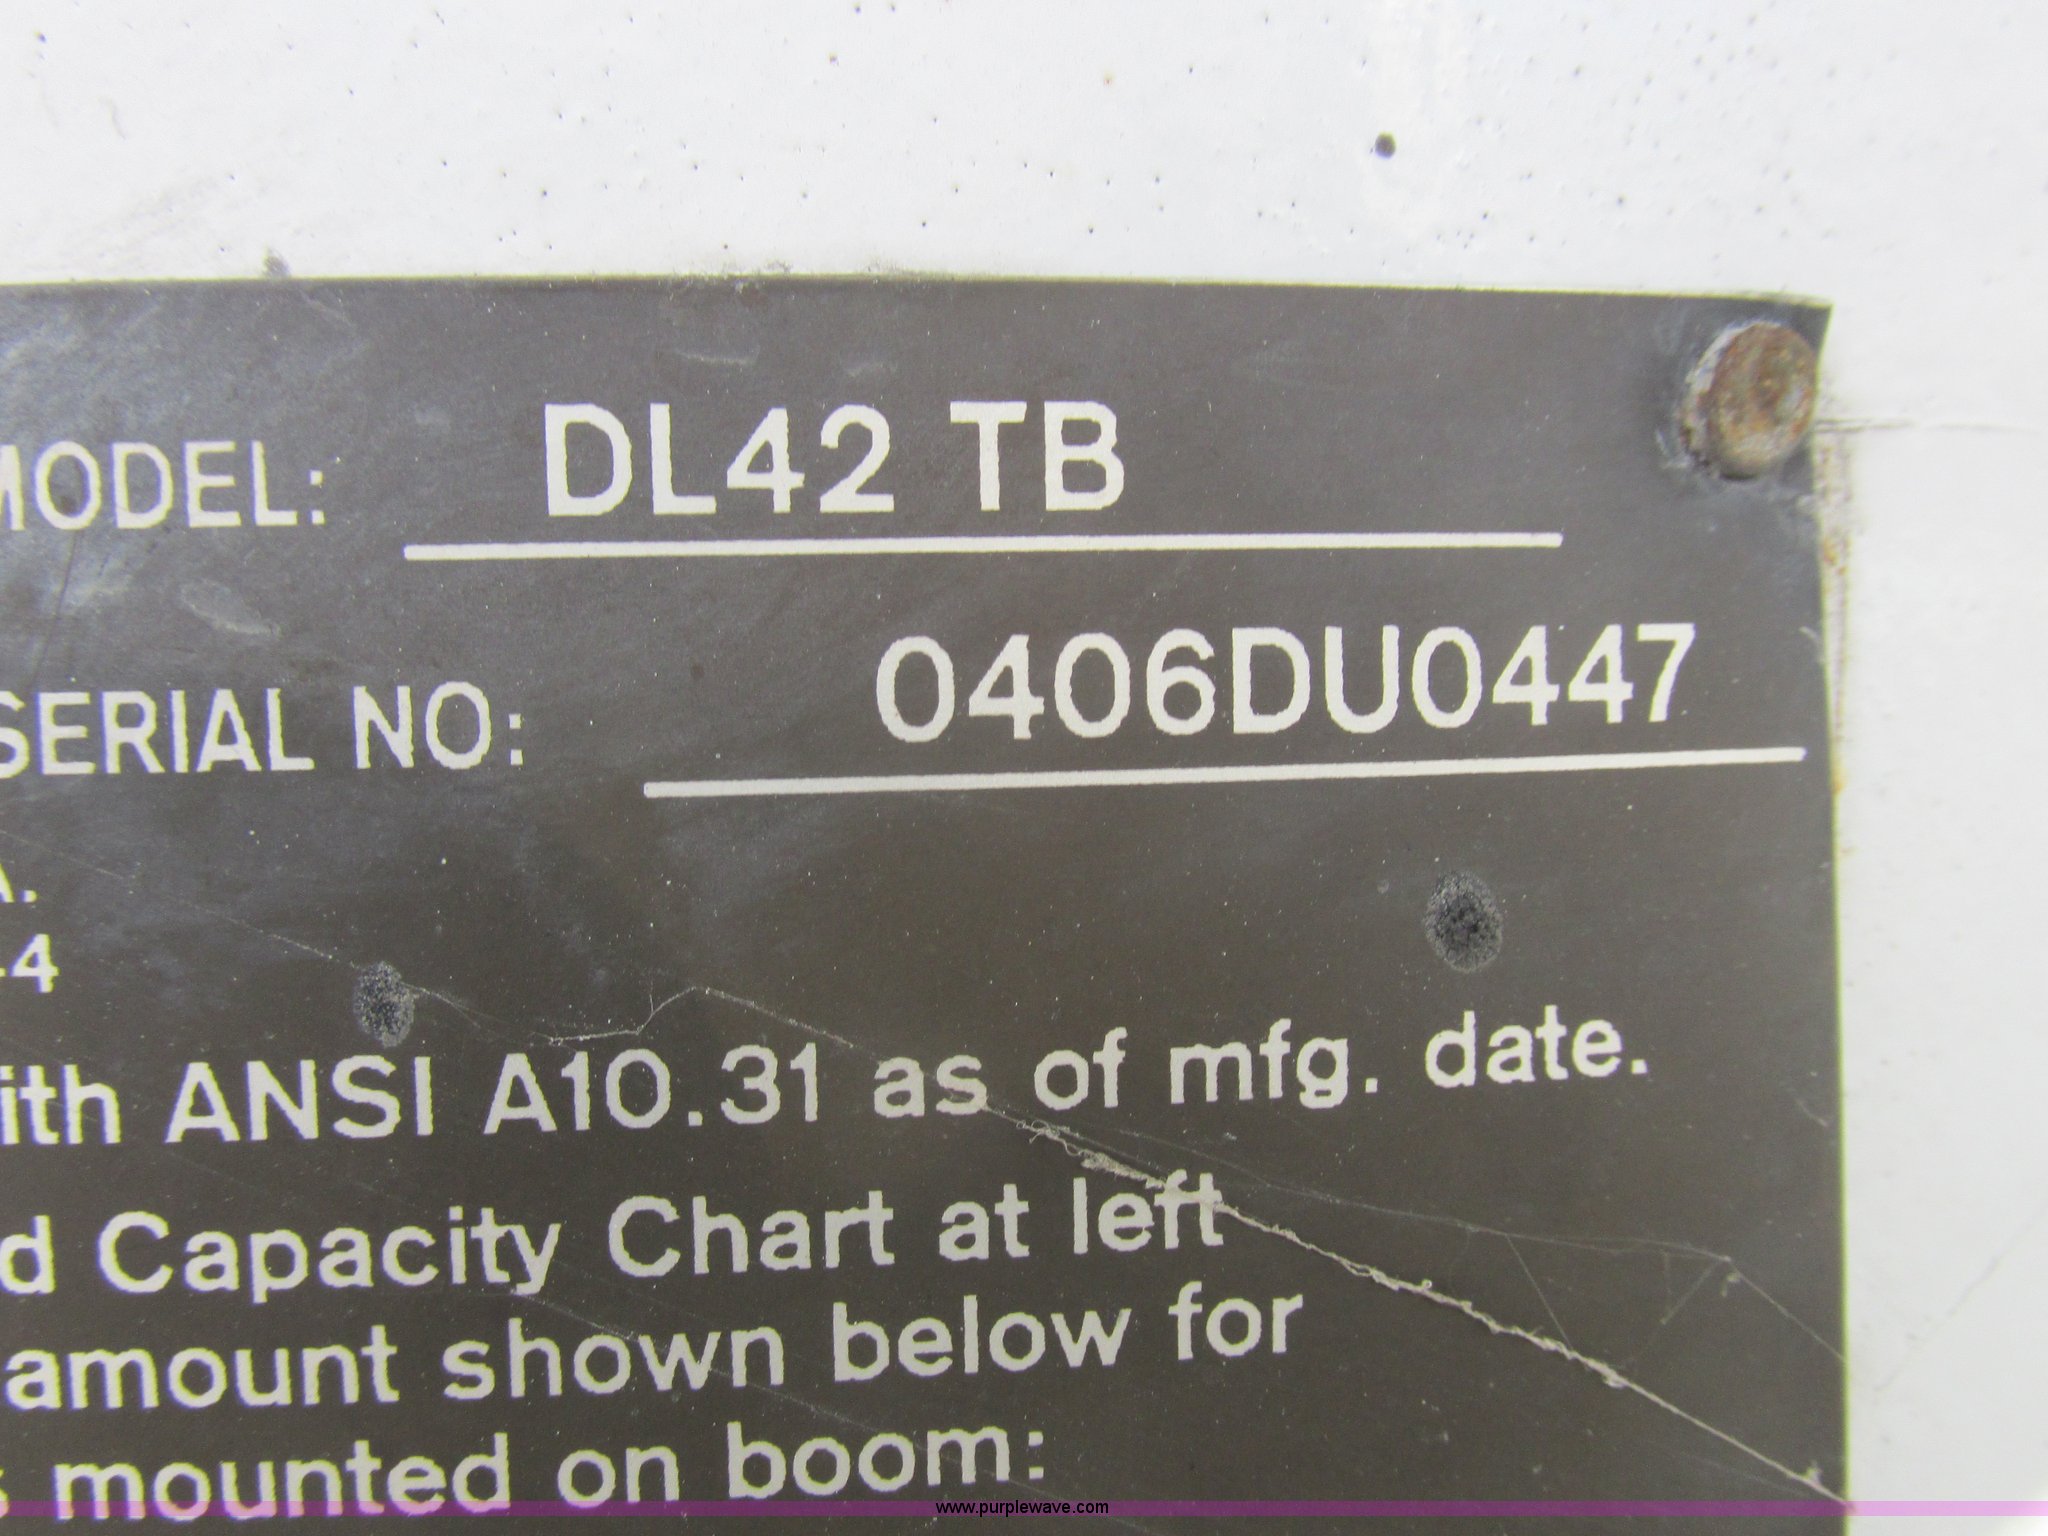 MODEL: DL42 TB
SERIAL NO: 0406DU0447
A.
44
ith ANSI A10.31 as of mfg. date.
d Capacity Chart at left
amount shown below for
s mounted on boom:
www.purplewave.com